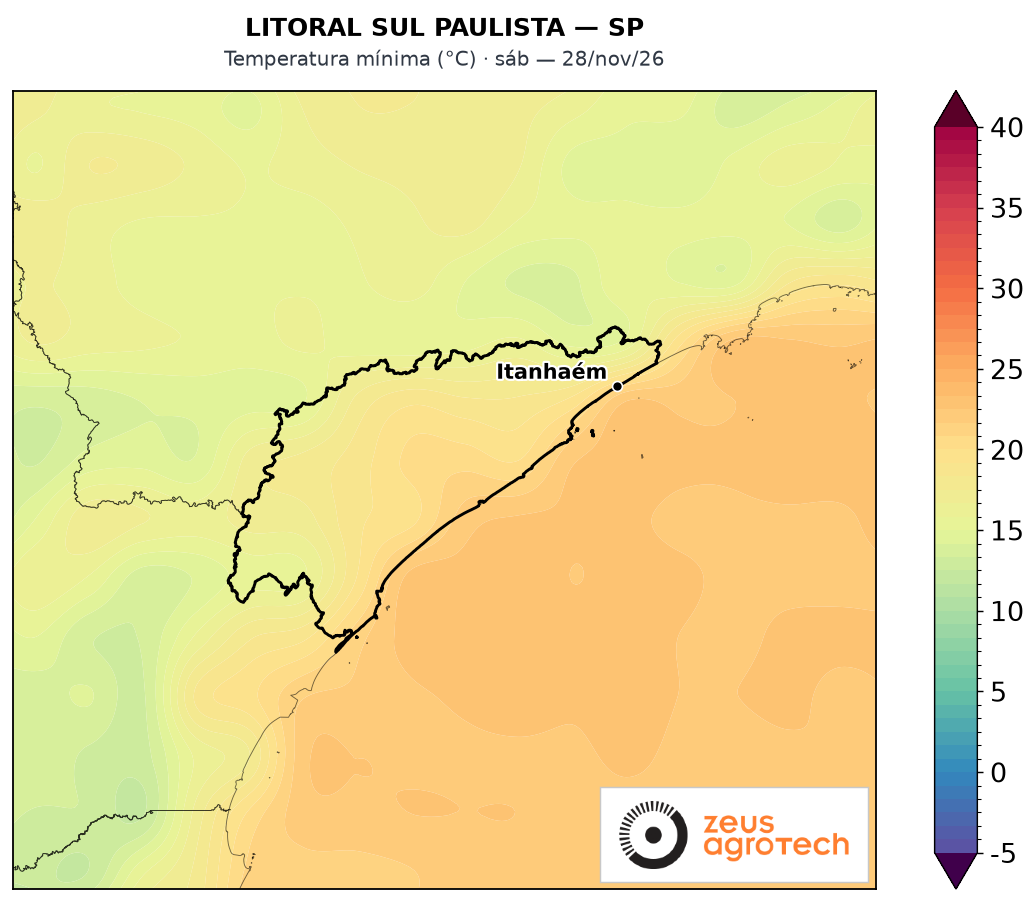 LITORAL SUL PAULISTA — SP
Temperatura mínima (°C) · sáb — 28/nov/26
Itanhaém
40
35
30
25
20
15
10
5
0
-5
zeus
agrotech